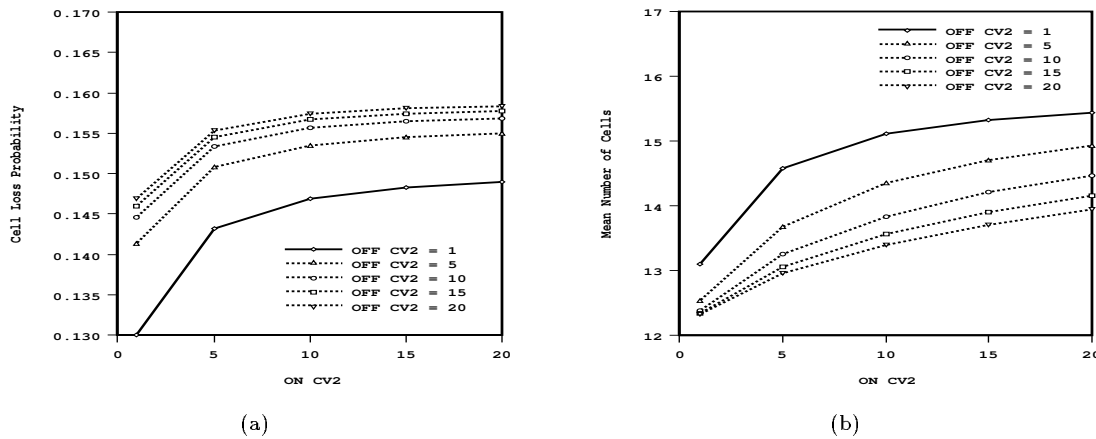 0.170
0.165
0.160
0.155
0.150
0.145
0.140
0.135
0.130
Cell Loss Probability
0
5
10
15
20
ON CV2
OFF CV2 = 1
OFF CV2 = 5
OFF CV2 = 10
OFF CV2 = 15
OFF CV2 = 20
(a)
17
16
15
14
13
12
Mean Number of Cells
0
5
10
15
20
ON CV2
OFF CV2 = 1
OFF CV2 = 5
OFF CV2 = 10
OFF CV2 = 15
OFF CV2 = 20
(b)